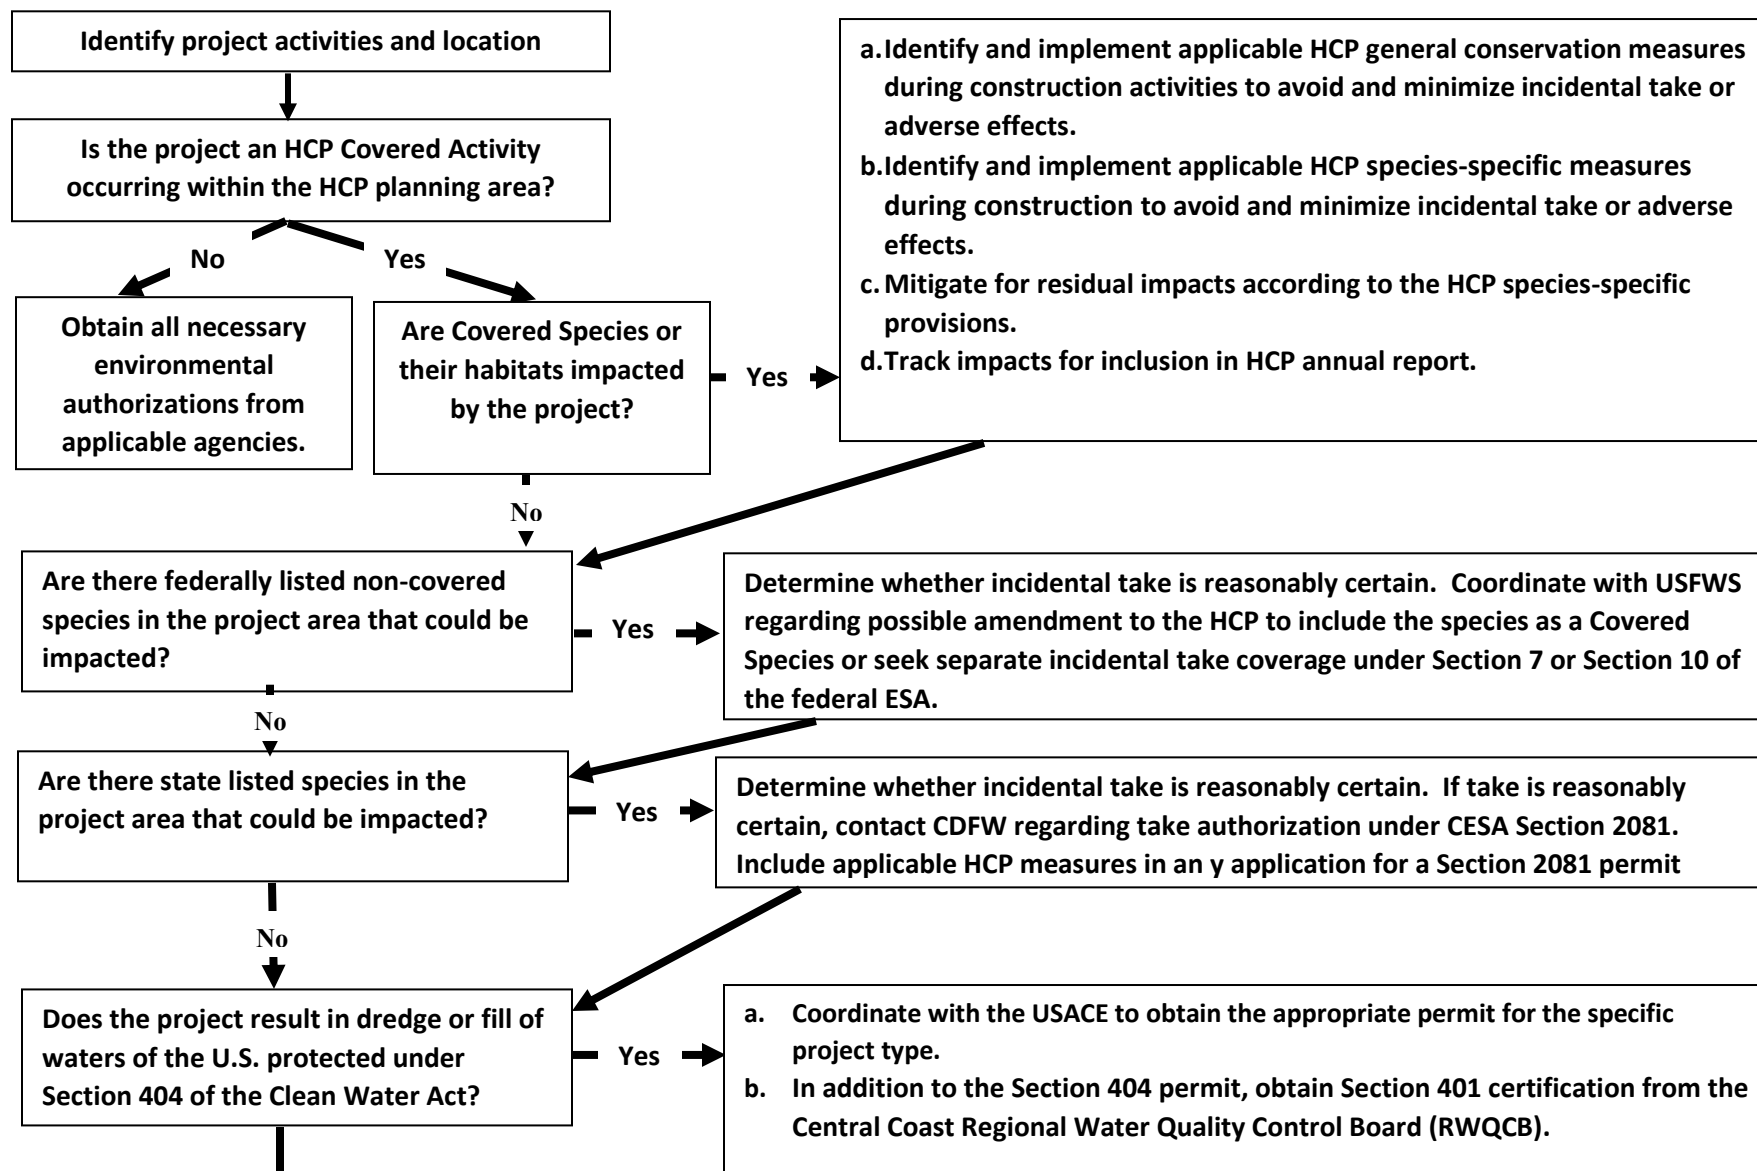 Identify project activities and location
Is the project an HCP Covered Activity
occurring within the HCP planning area?
No
Yes
Obtain all necessary
environmental
authorizations from
applicable agencies.
Are Covered Species or
their habitats impacted
by the project?
Yes
a.Identify and implement applicable HCP general conservation measures
during construction activities to avoid and minimize incidental take or
adverse effects.
b.Identify and implement applicable HCP species-specific measures
during construction to avoid and minimize incidental take or adverse
effects.
c. Mitigate for residual impacts according to the HCP species-specific
provisions.
d.Track impacts for inclusion in HCP annual report.
No
Are there federally listed non-covered
species in the project area that could be
impacted?
Yes
Determine whether incidental take is reasonably certain.  Coordinate with USFWS
regarding possible amendment to the HCP to include the species as a Covered
Species or seek separate incidental take coverage under Section 7 or Section 10 of
the federal ESA.
No
Are there state listed species in the
project area that could be impacted?
Yes
Determine whether incidental take is reasonably certain.  If take is reasonably
certain, contact CDFW regarding take authorization under CESA Section 2081.
Include applicable HCP measures in an y application for a Section 2081 permit
No
Does the project result in dredge or fill of
waters of the U.S. protected under
Section 404 of the Clean Water Act?
Yes
a. Coordinate with the USACE to obtain the appropriate permit for the specific
project type.
b. In addition to the Section 404 permit, obtain Section 401 certification from the
Central Coast Regional Water Quality Control Board (RWQCB).